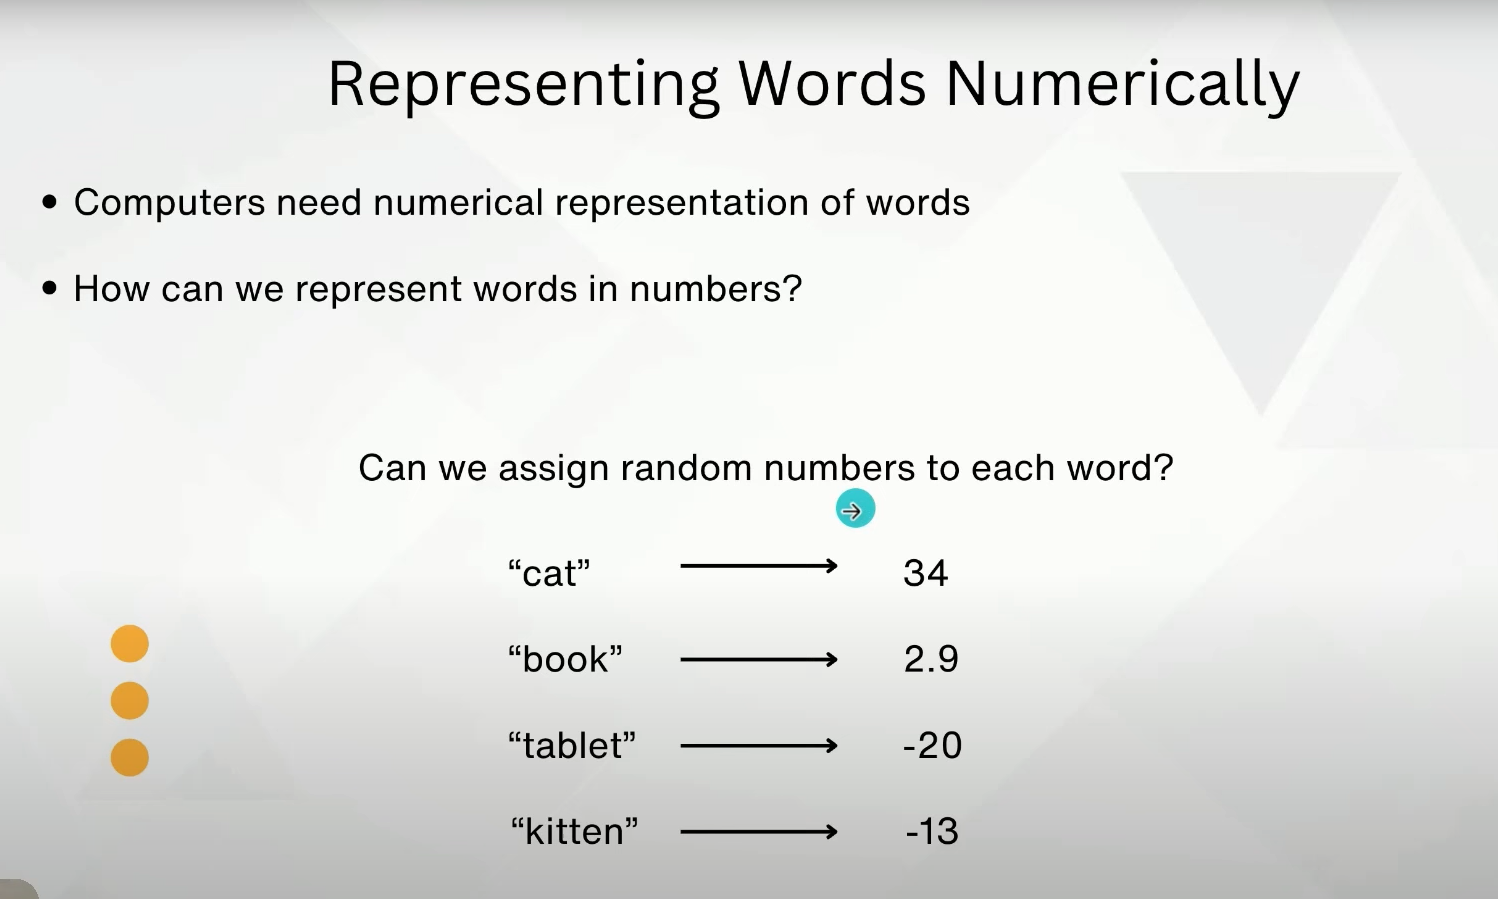 Representing Words Numerically
• Computers need numerical representation of words
• How can we represent words in numbers?
Can we assign random numbers to each word?
“cat” → 34
“book” → 2.9
“tablet” → -20
“kitten” → -13